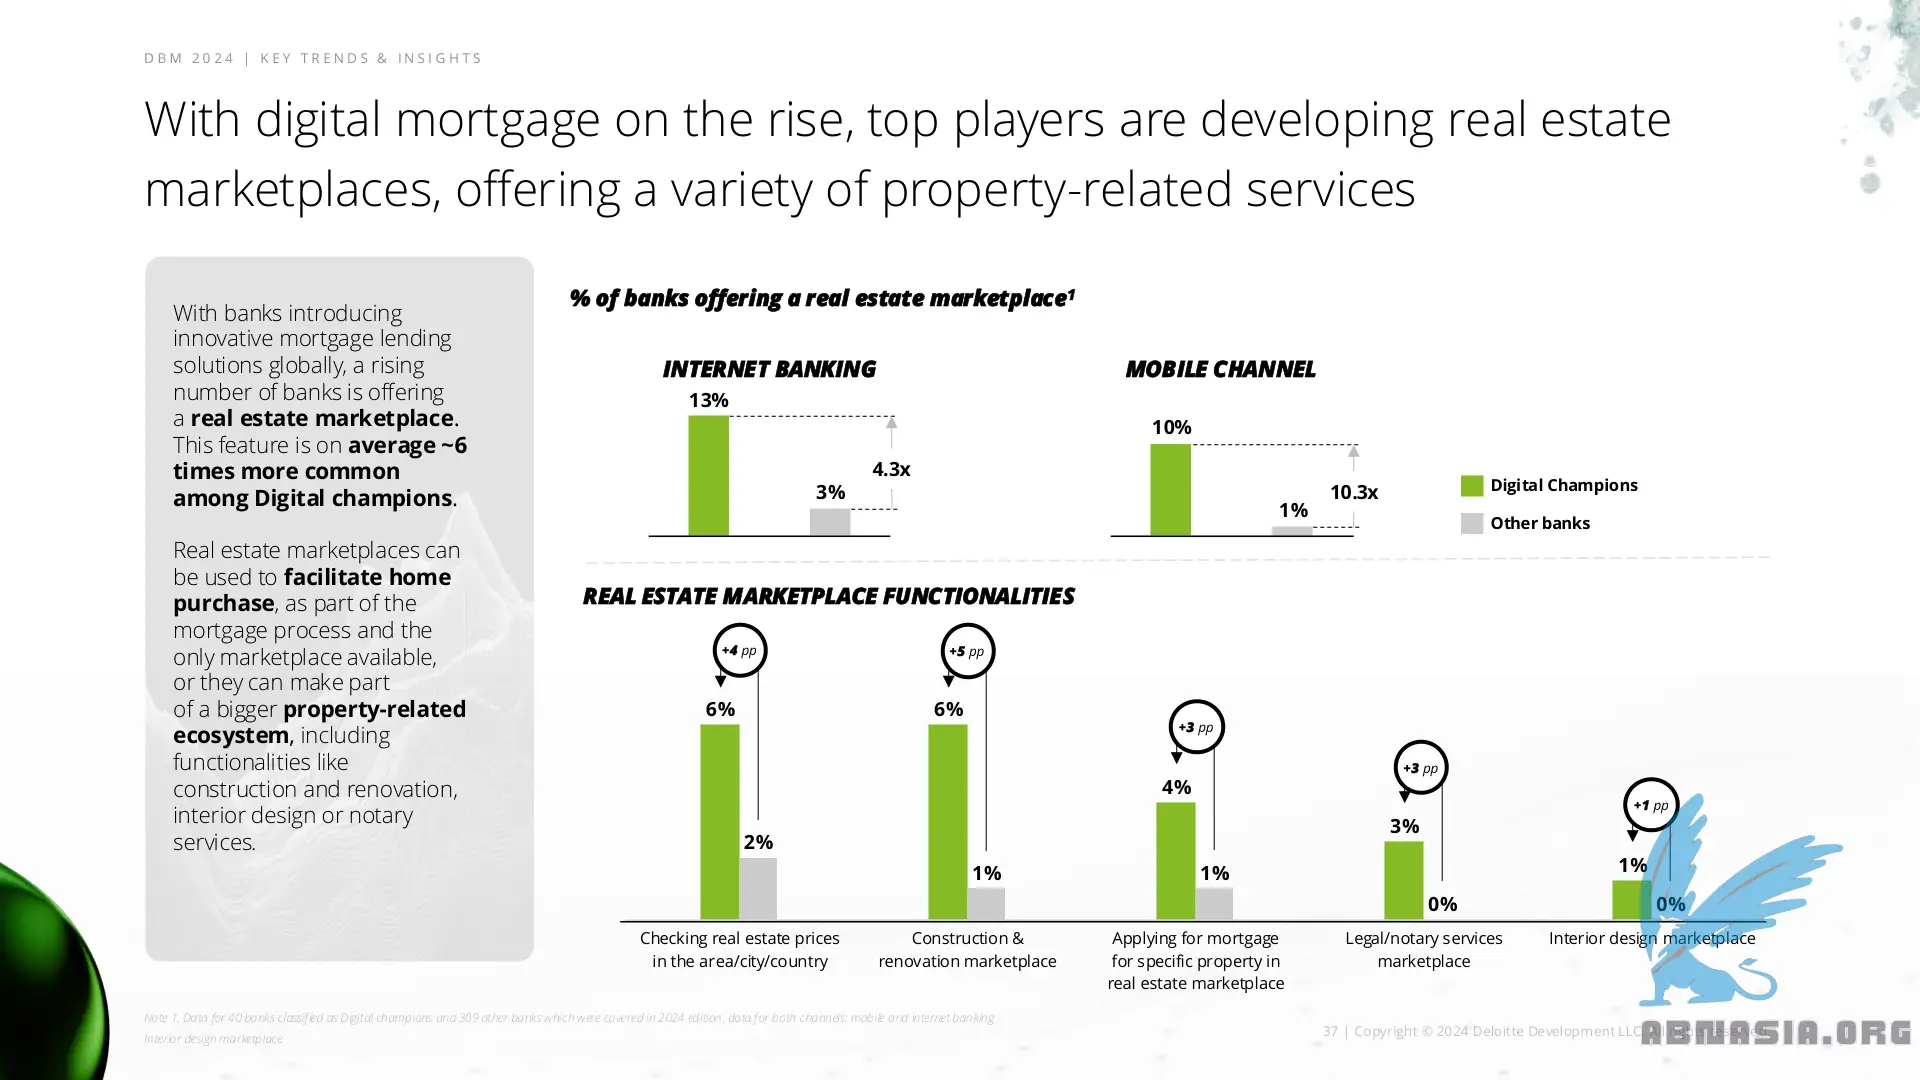 DBM 2024 | KEY TRENDS & INSIGHTS
With digital mortgage on the rise, top players are developing real estate
marketplaces, offering a variety of property-related services
With banks introducing
innovative mortgage lending
solutions globally, a rising
number of banks is offering
a real estate marketplace.
This feature is on average ~6
times more common
among Digital champions.
Real estate marketplaces can
be used to facilitate home
purchase, as part of the
mortgage process and the
only marketplace available,
or they can make part
of a bigger property-related
ecosystem, including
functionalities like
construction and renovation,
interior design or notary
services.
% of banks offering a real estate marketplace¹
INTERNET BANKING
13%
3%
4.3x
MOBILE CHANNEL
10%
1%
10.3x
Digital Champions
Other banks
REAL ESTATE MARKETPLACE FUNCTIONALITIES
+4 pp
6%
2%
Checking real estate prices
in the area/city/country
+5 pp
6%
1%
Construction &
renovation marketplace
+3 pp
4%
1%
Applying for mortgage
for specific property in
real estate marketplace
+3 pp
3%
0%
Legal/notary services
marketplace
+1 pp
1%
0%
Interior design marketplace
Note 1. Data for 40 banks classified as Digital champions and 309 other banks which were covered in 2024 edition; data for both channels: mobile and internet banking
Interior design marketplace
37 | Copyright © 2024 Deloitte Development LLC. All rights reserved.
ABNASIA.ORG